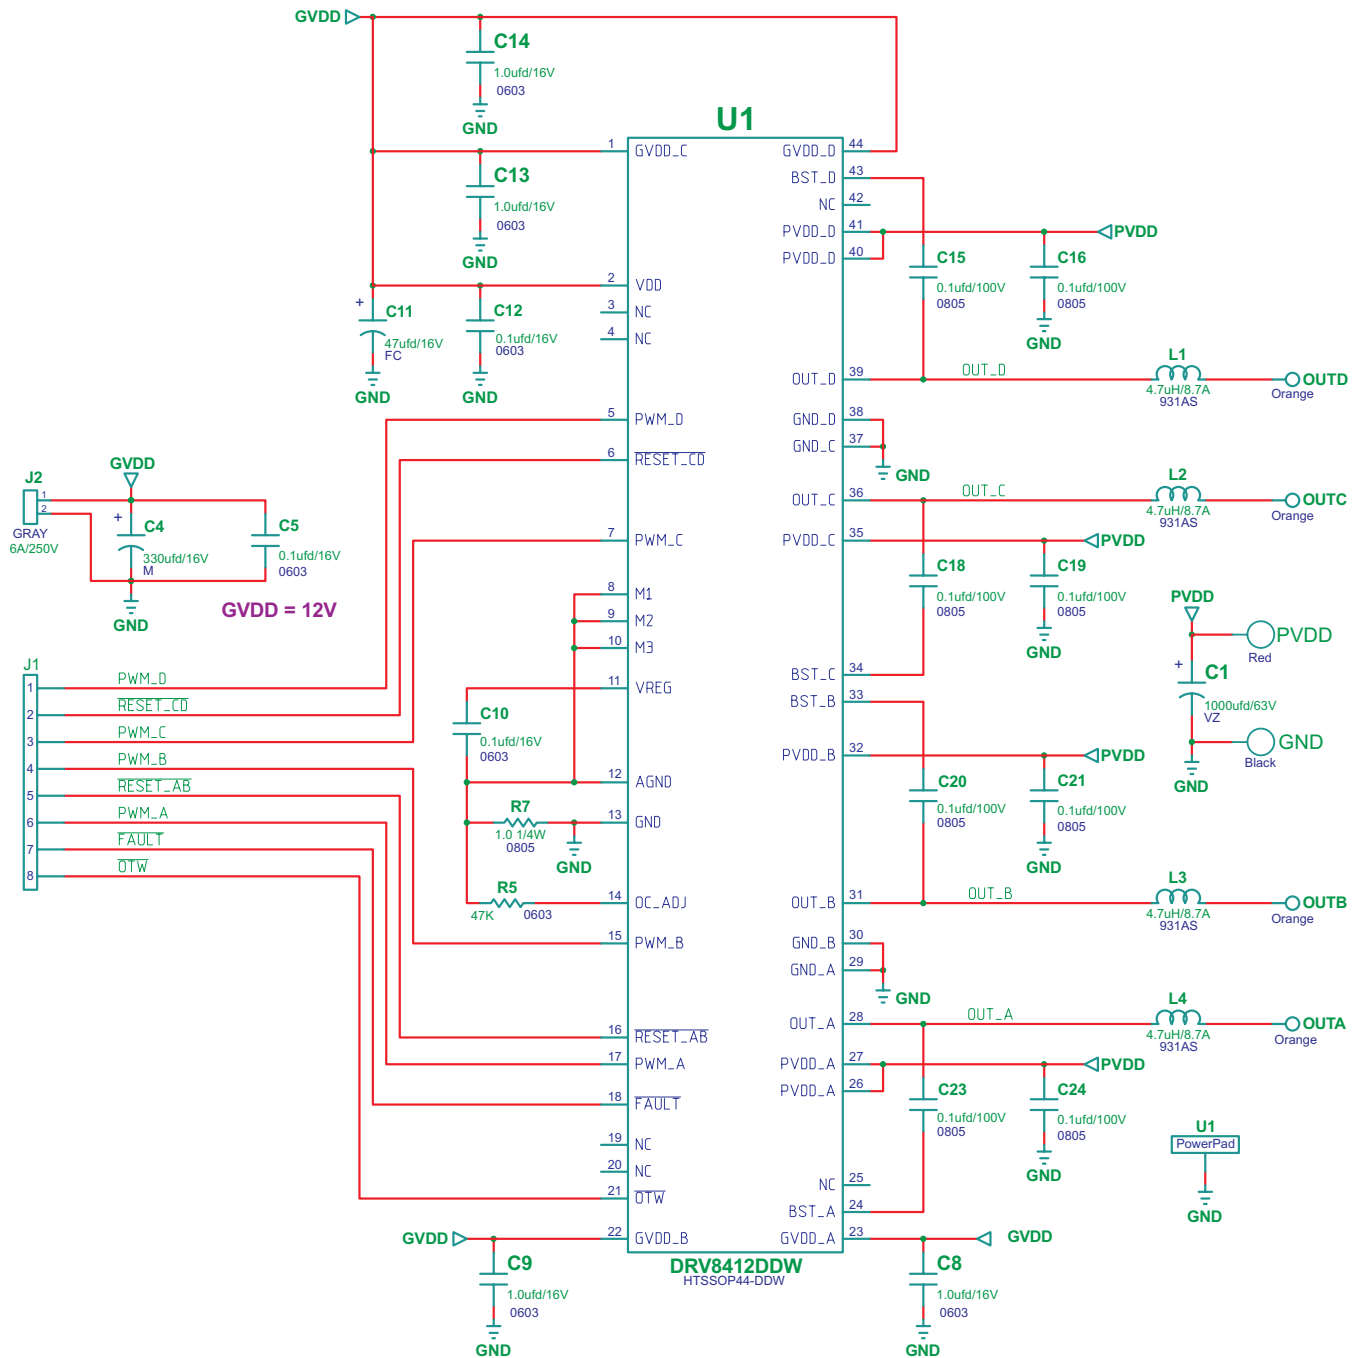 GVDD
C14
1.0ufd/16V
0603
GND
U1
1
GVDD_C
GVDD_D
44
C13
1.0ufd/16V
0603
GND
BST_D
43
NC
42
PVDD_D
41
PVDD
PVDD_D
40
C15
0.1ufd/100V
0805
C16
0.1ufd/100V
0805
GND
2
VDD
3
NC
4
NC
+
C11
47ufd/16V
FC
GND
C12
0.1ufd/16V
0603
GND
OUT_D
39
OUT_D
L1
4.7uH/8.7A
931AS
OUTD
Orange
5
PWM_D
GND_D
38
GND_C
37
GND
6
RESET_CD
J2
1
2
GRAY
6A/250V
GVDD
+
C4
330ufd/16V
M
GND
C5
0.1ufd/16V
0603
GVDD = 12V
OUT_C
36
OUT_C
L2
4.7uH/8.7A
931AS
OUTC
Orange
7
PWM_C
PVDD_C
35
PVDD
C18
0.1ufd/100V
0805
C19
0.1ufd/100V
0805
GND
8
M1
9
M2
10
M3
PVDD
PVDD
Red
+
C1
1000ufd/63V
VZ
GND
Black
GND
J1
1
PWM_D
2
RESET_CD
3
PWM_C
4
PWM_B
5
RESET_AB
6
PWM_A
7
FAULT
8
OTW
11
VREG
BST_C
34
BST_B
33
C10
0.1ufd/16V
0603
PVDD_B
32
PVDD
12
AGND
C20
0.1ufd/100V
0805
C21
0.1ufd/100V
0805
GND
R7
1.0 1/4W
0805
13
GND
GND
R5
47K
0603
14
OC_ADJ
OUT_B
31
OUT_B
L3
4.7uH/8.7A
931AS
OUTB
Orange
15
PWM_B
GND_B
30
GND_A
29
GND
16
RESET_AB
OUT_A
28
OUT_A
L4
4.7uH/8.7A
931AS
OUTA
Orange
17
PWM_A
PVDD_A
27
PVDD
PVDD_A
26
18
FAULT
C23
0.1ufd/100V
0805
C24
0.1ufd/100V
0805
GND
U1
PowerPad
GND
19
NC
20
NC
NC
25
21
OTW
BST_A
24
GVDD
22
GVDD_B
GVDD_A
23
GVDD
C9
1.0ufd/16V
0603
GND
DRV8412DDW
HTSSOP44-DDW
C8
1.0ufd/16V
0603
GND